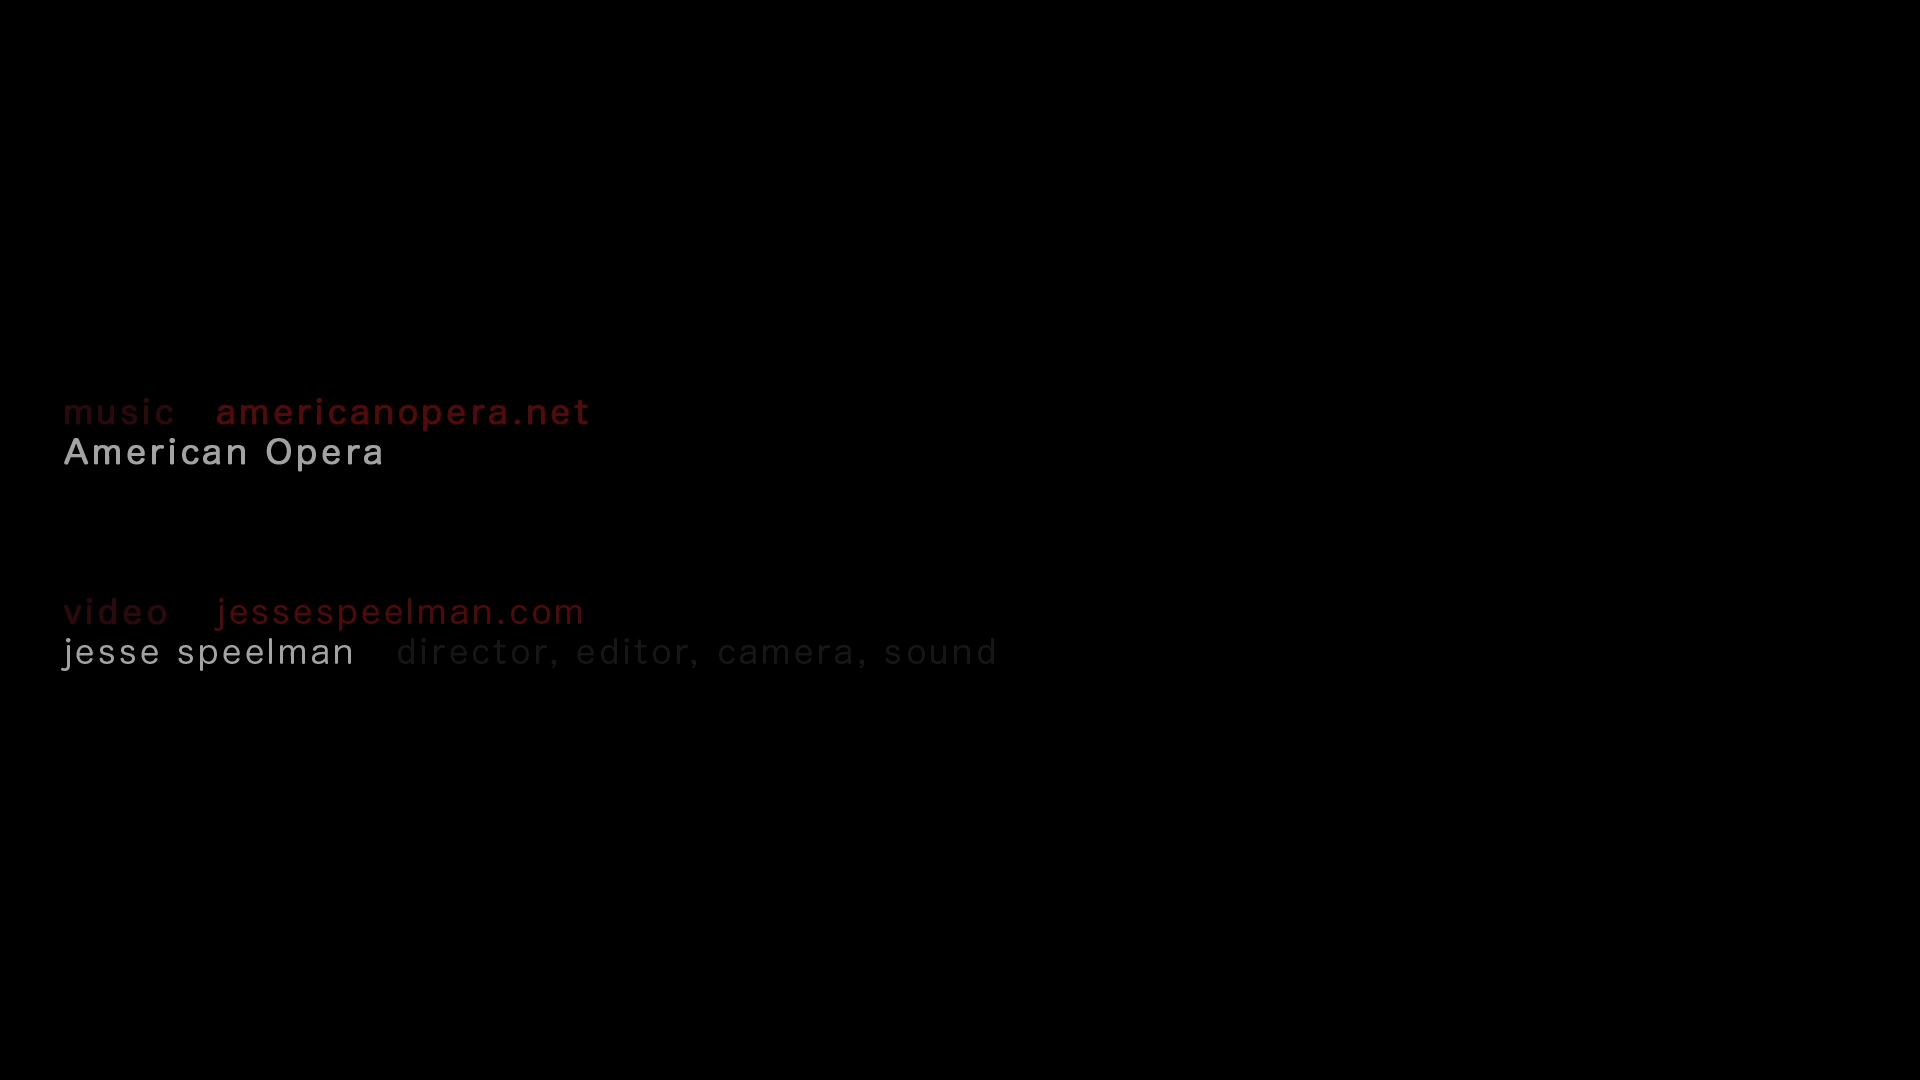 music americanopera.net
American Opera
video jessespeelman.com
jesse speelman director, editor, camera, sound